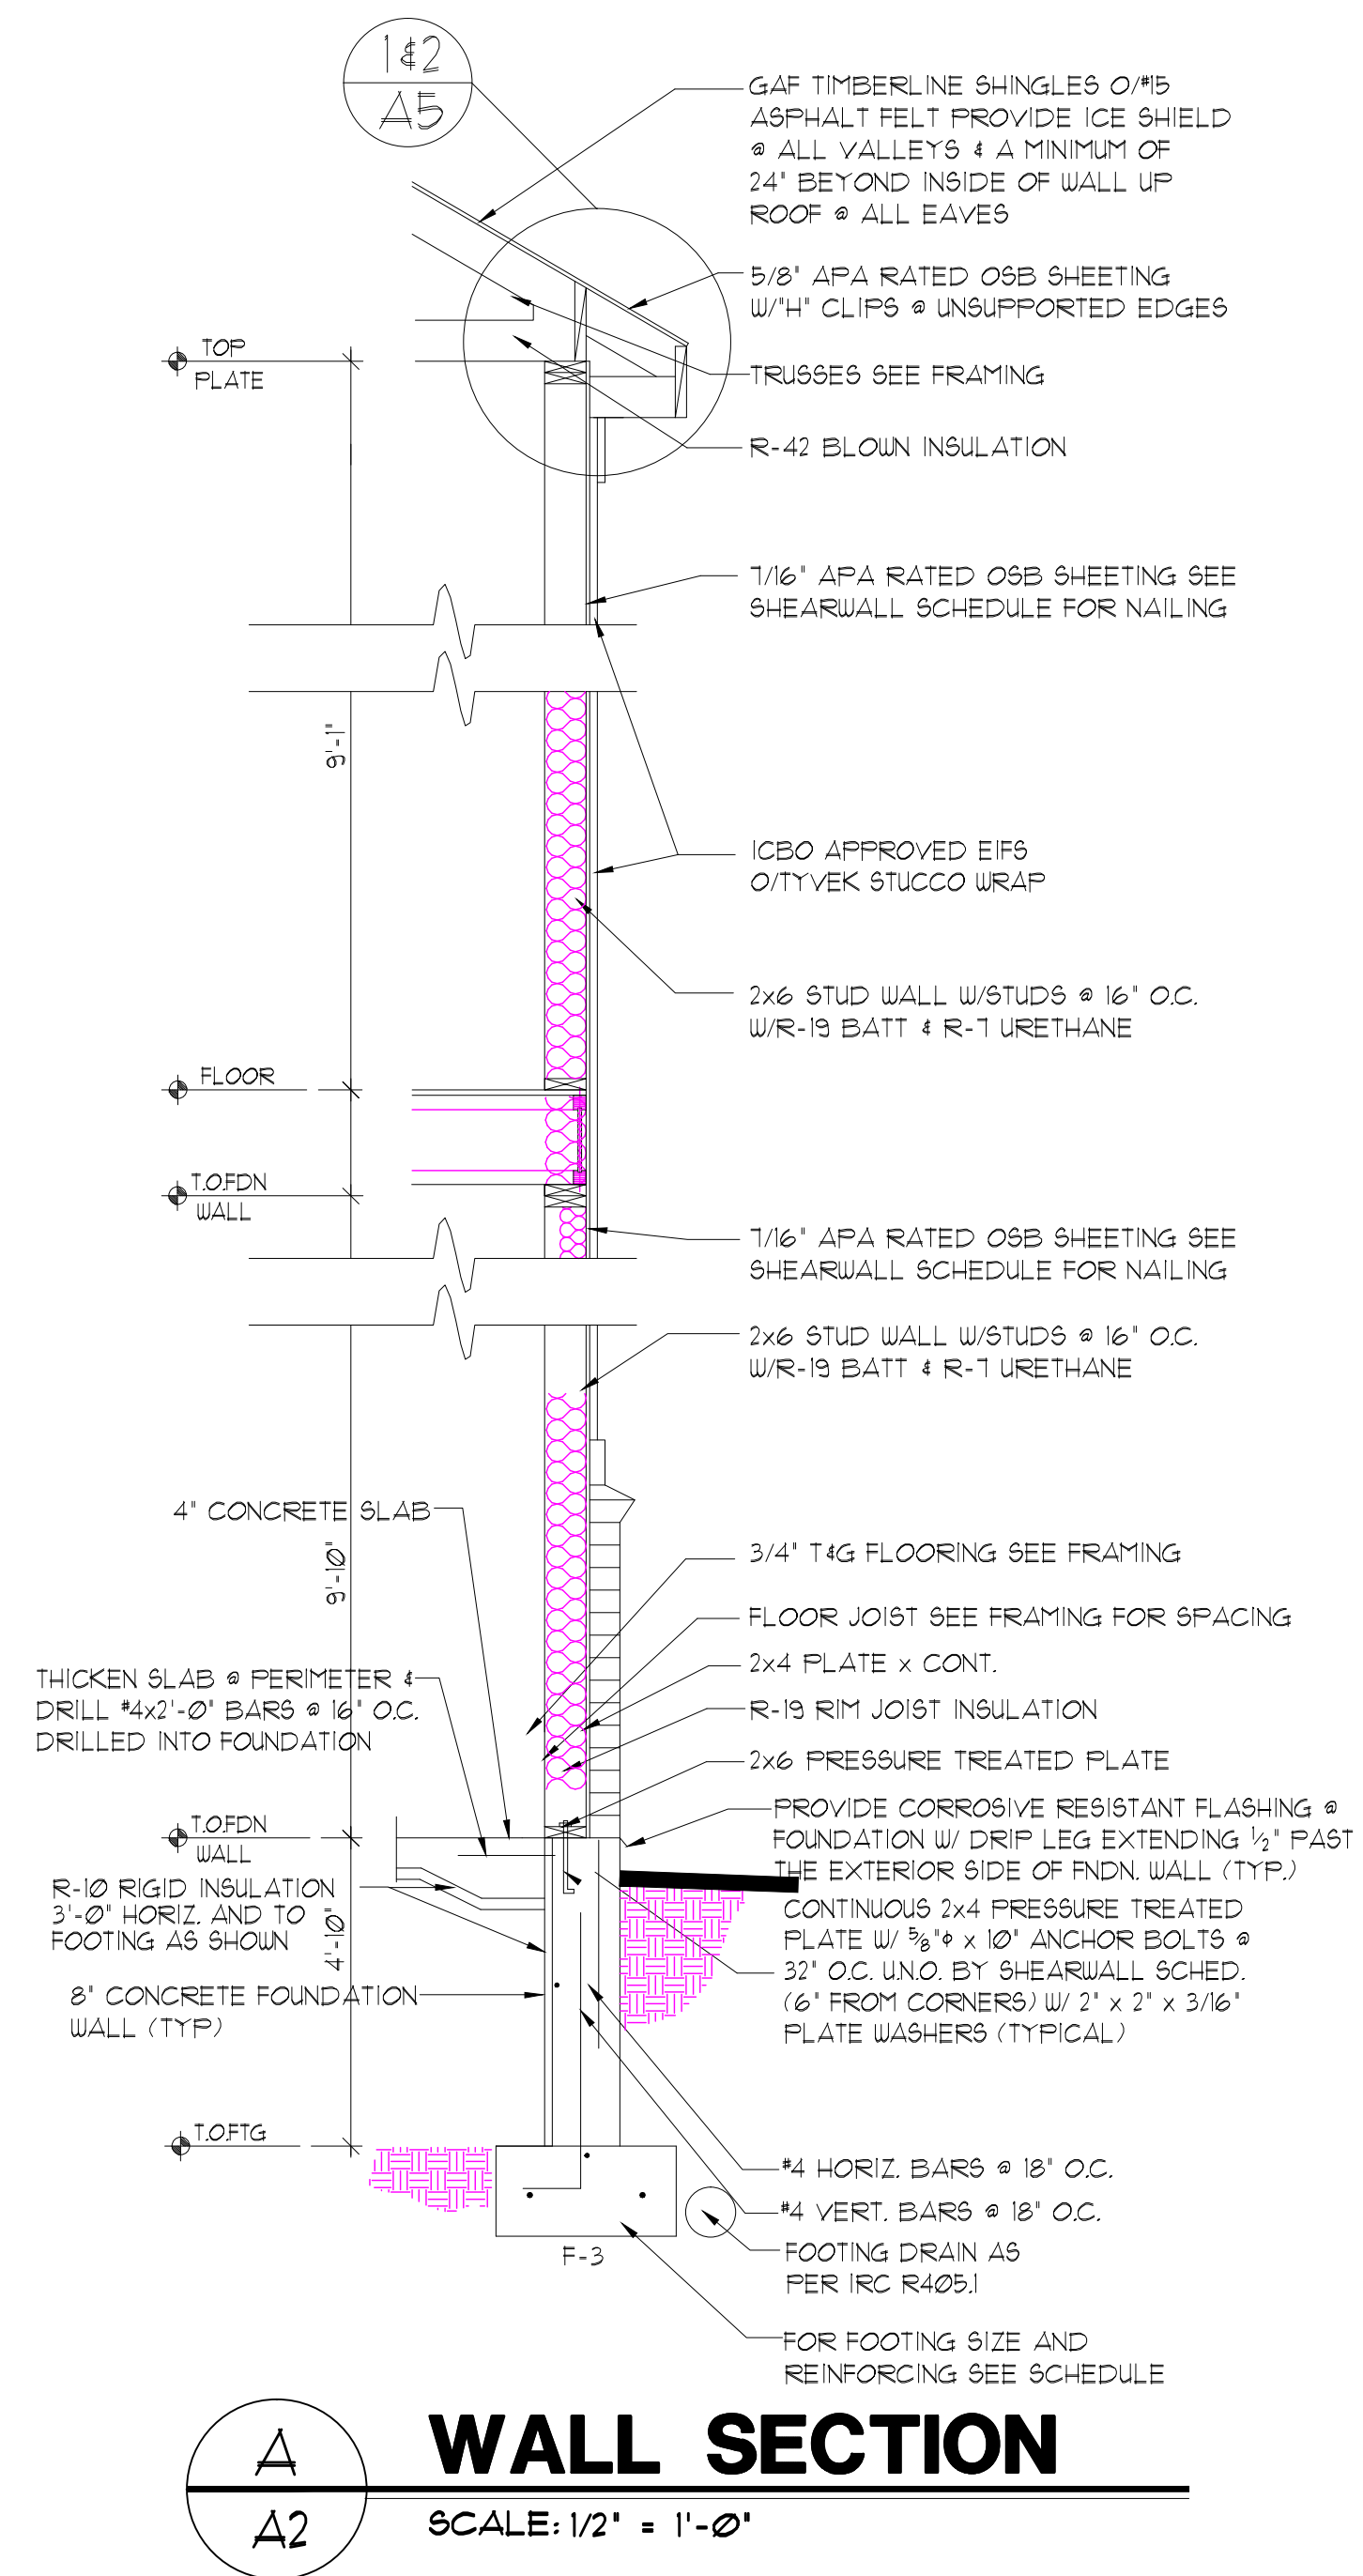 1&2
A5
GAF TIMBERLINE SHINGLES O/#15
ASPHALT FELT PROVIDE ICE SHIELD
@ ALL VALLEYS & A MINIMUM OF
24" BEYOND INSIDE OF WALL UP
ROOF @ ALL EAVES
5/8" APA RATED OSB SHEETING
W/"H" CLIPS @ UNSUPPORTED EDGES
TOP
PLATE
TRUSSES SEE FRAMING
R-42 BLOWN INSULATION
7/16" APA RATED OSB SHEETING SEE
SHEARWALL SCHEDULE FOR NAILING
9'-1"
ICBO APPROVED EIFS
O/TYVEK STUCCO WRAP
2x6 STUD WALL W/STUDS @ 16" O.C.
W/R-19 BATT & R-7 URETHANE
FLOOR
T.O.FDN
WALL
7/16" APA RATED OSB SHEETING SEE
SHEARWALL SCHEDULE FOR NAILING
2x6 STUD WALL W/STUDS @ 16" O.C.
W/R-19 BATT & R-7 URETHANE
4" CONCRETE SLAB
9'-10"
3/4" T&G FLOORING SEE FRAMING
FLOOR JOIST SEE FRAMING FOR SPACING
2x4 PLATE x CONT.
R-19 RIM JOIST INSULATION
2x6 PRESSURE TREATED PLATE
THICKEN SLAB @ PERIMETER &
DRILL #4x2'-0" BARS @ 16" O.C.
DRILLED INTO FOUNDATION
PROVIDE CORROSIVE RESISTANT FLASHING @
FOUNDATION W/ DRIP LEG EXTENDING 1/2" PAST
THE EXTERIOR SIDE OF FNDN. WALL (TYP.)
T.O.FDN
WALL
R-10 RIGID INSULATION
3'-0" HORIZ. AND TO
FOOTING AS SHOWN
4'-10"
CONTINUOUS 2x4 PRESSURE TREATED
PLATE W/ 5/8"ϕ x 10" ANCHOR BOLTS @
32" O.C. U.N.O. BY SHEARWALL SCHED.
(6" FROM CORNERS) W/ 2" x 2" x 3/16"
PLATE WASHERS (TYPICAL)
8" CONCRETE FOUNDATION
WALL (TYP)
T.O.FTG
#4 HORIZ. BARS @ 18" O.C.
#4 VERT. BARS @ 18" O.C.
F-3
FOOTING DRAIN AS
PER IRC R405.1
FOR FOOTING SIZE AND
REINFORCING SEE SCHEDULE
A
A2
WALL SECTION
SCALE: 1/2" = 1'-0"